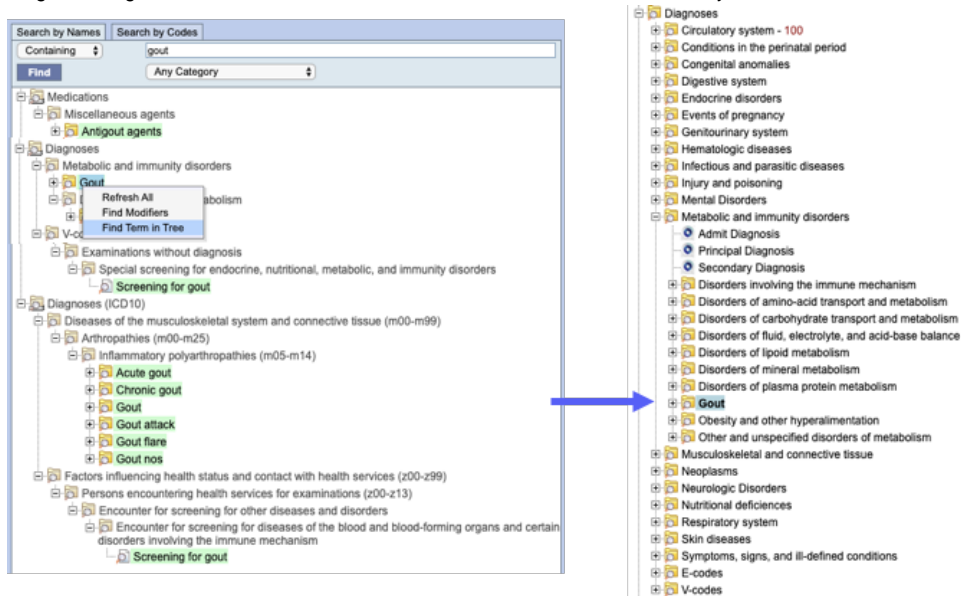 Search by Names Search by Codes
Containing gout
Find Any Category
Medications
Miscellaneous agents
Antigout agents
Diagnoses
Metabolic and immunity disorders
Gout
Refresh All
abolism
Find Modifiers
Find Term in Tree
V-co
Examinations without diagnosis
Special screening for endocrine, nutritional, metabolic, and immunity disorders
Screening for gout
Diagnoses (ICD10)
Diseases of the musculoskeletal system and connective tissue (m00-m99)
Arthropathies (m00-m25)
Inflammatory polyarthropathies (m05-m14)
Acute gout
Chronic gout
Gout
Gout attack
Gout flare
Gout nos
Factors influencing health status and contact with health services (z00-z99)
Persons encountering health services for examinations (z00-z13)
Encounter for screening for other diseases and disorders
Encounter for screening for diseases of the blood and blood-forming organs and certain
disorders involving the immune mechanism
Screening for gout
Diagnoses
Circulatory system - 100
Conditions in the perinatal period
Congenital anomalies
Digestive system
Endocrine disorders
Events of pregnancy
Genitourinary system
Hematologic diseases
Infectious and parasitic diseases
Injury and poisoning
Mental Disorders
Metabolic and immunity disorders
Admit Diagnosis
Principal Diagnosis
Secondary Diagnosis
Disorders involving the immune mechanism
Disorders of amino-acid transport and metabolism
Disorders of carbohydrate transport and metabolism
Disorders of fluid, electrolyte, and acid-base balance
Disorders of lipoid metabolism
Disorders of mineral metabolism
Disorders of plasma protein metabolism
Gout
Obesity and other hyperalimentation
Other and unspecified disorders of metabolism
Musculoskeletal and connective tissue
Neoplasms
Neurologic Disorders
Nutritional deficiences
Respiratory system
Skin diseases
Symptoms, signs, and ill-defined conditions
E-codes
V-codes